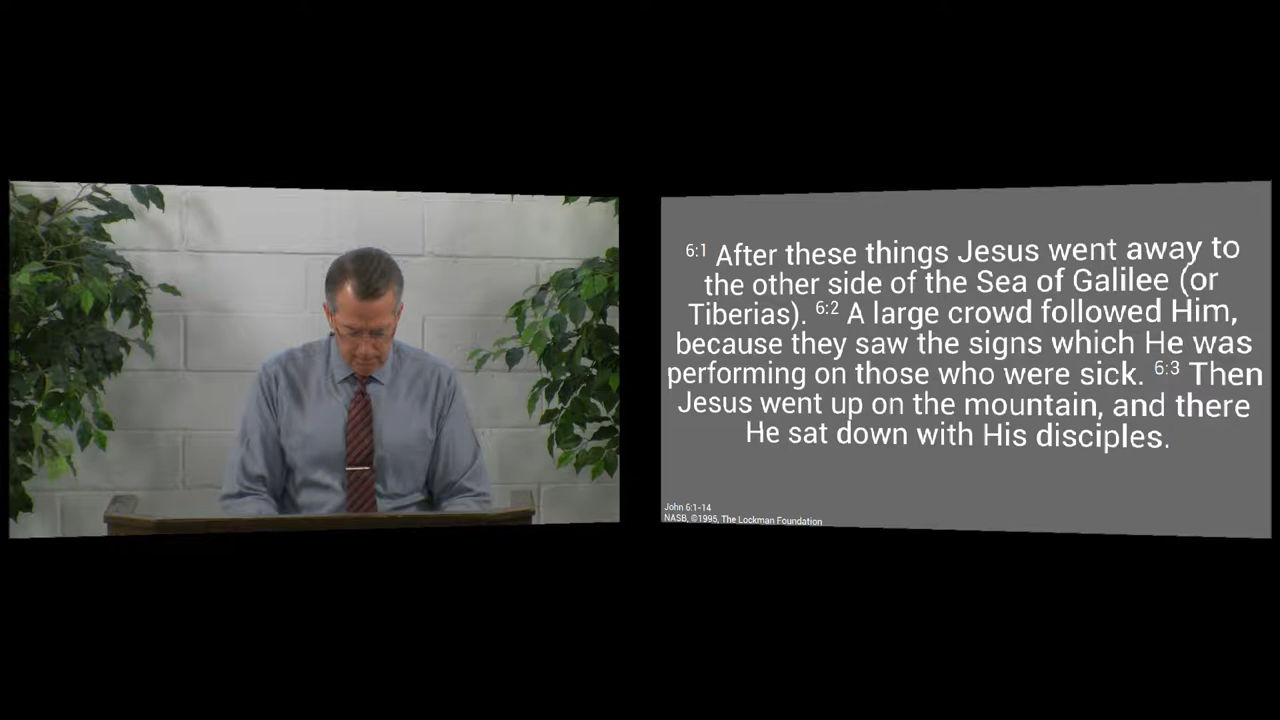 6:1 After these things Jesus went away to
the other side of the Sea of Galilee (or
Tiberias). 6:2 A large crowd followed Him,
because they saw the signs which He was
performing on those who were sick. 6:3 Then
Jesus went up on the mountain, and there
He sat down with His disciples.
John 6:1-14
NASB, ©1995, The Lockman Foundation